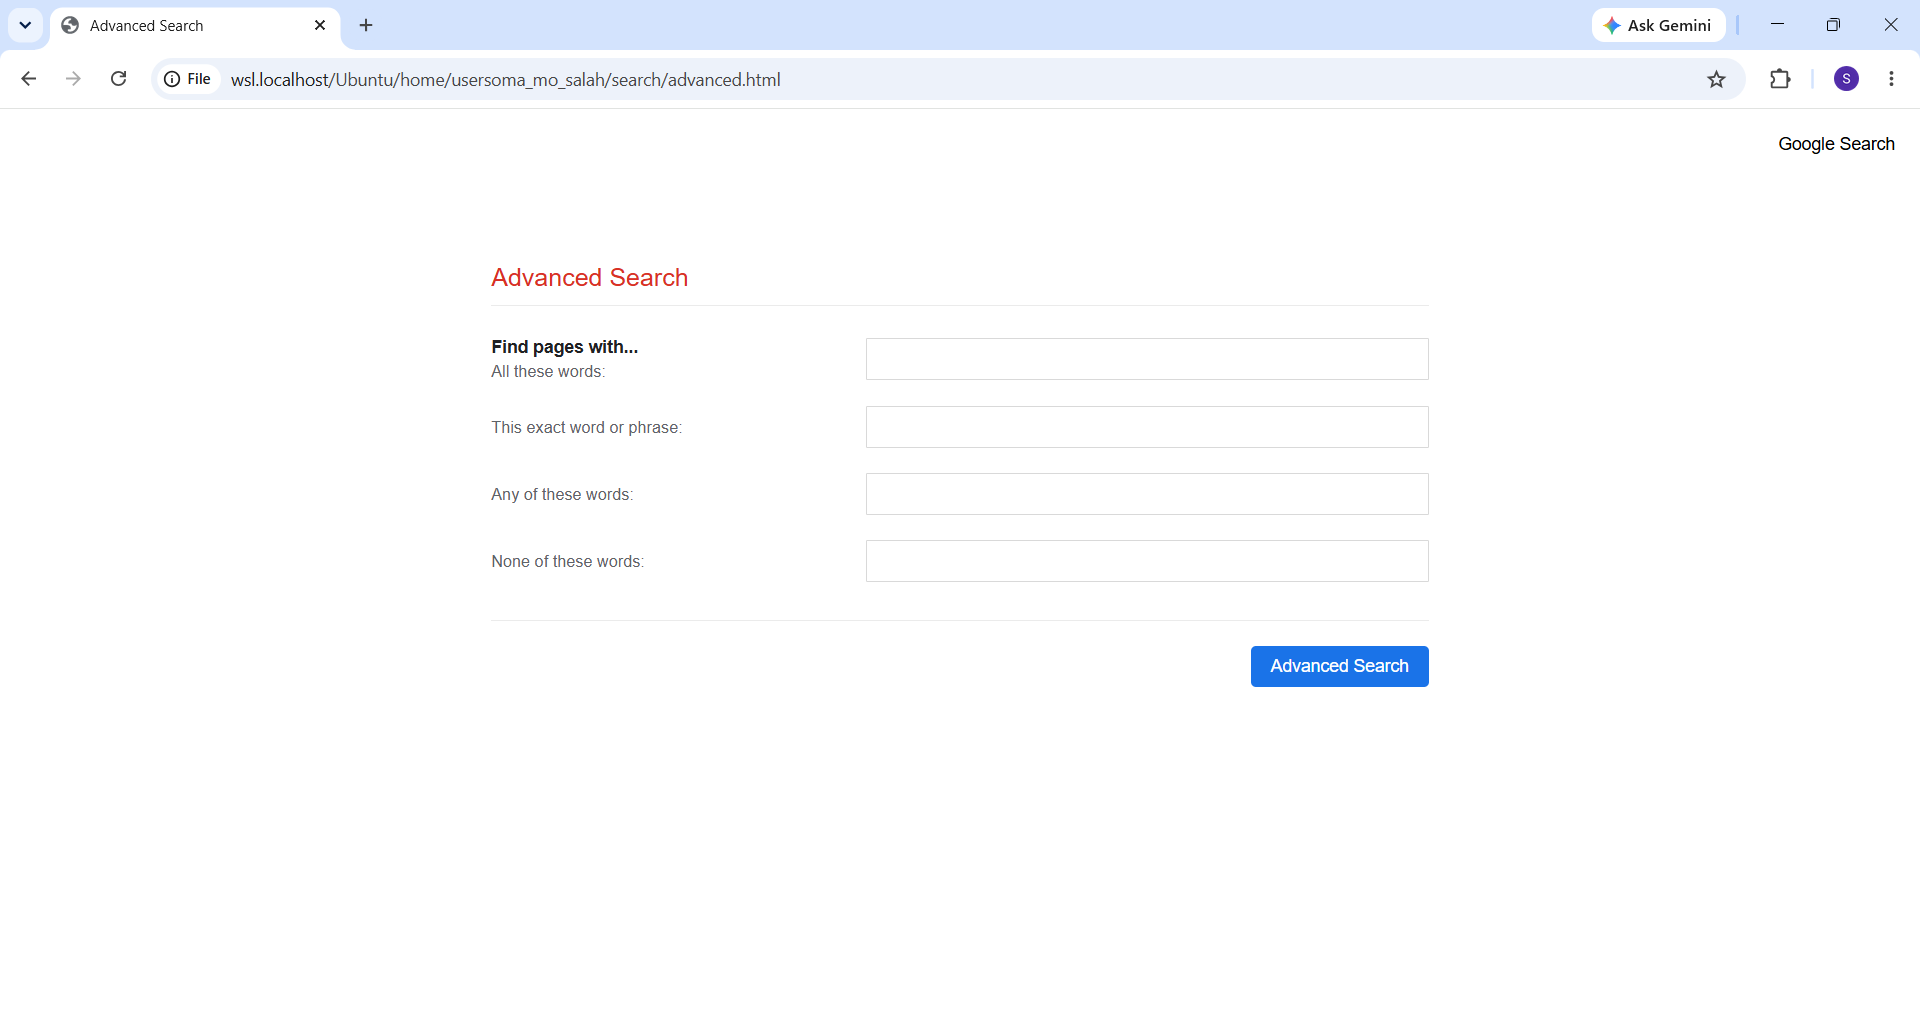 Advanced Search
Ask Gemini
File
wsl.localhost/Ubuntu/home/usersoma_mo_salah/search/advanced.html
S
Google Search
Advanced Search
Find pages with...
All these words:
This exact word or phrase:
Any of these words:
None of these words:
Advanced Search